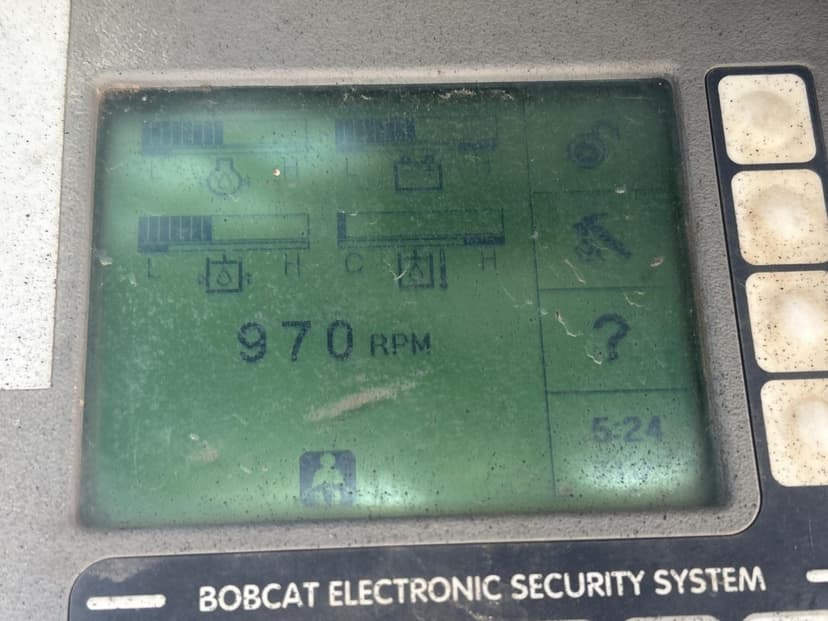 L H L H
L H C H
970 RPM
?
5:24
BOBCAT ELECTRONIC SECURITY SYSTEM